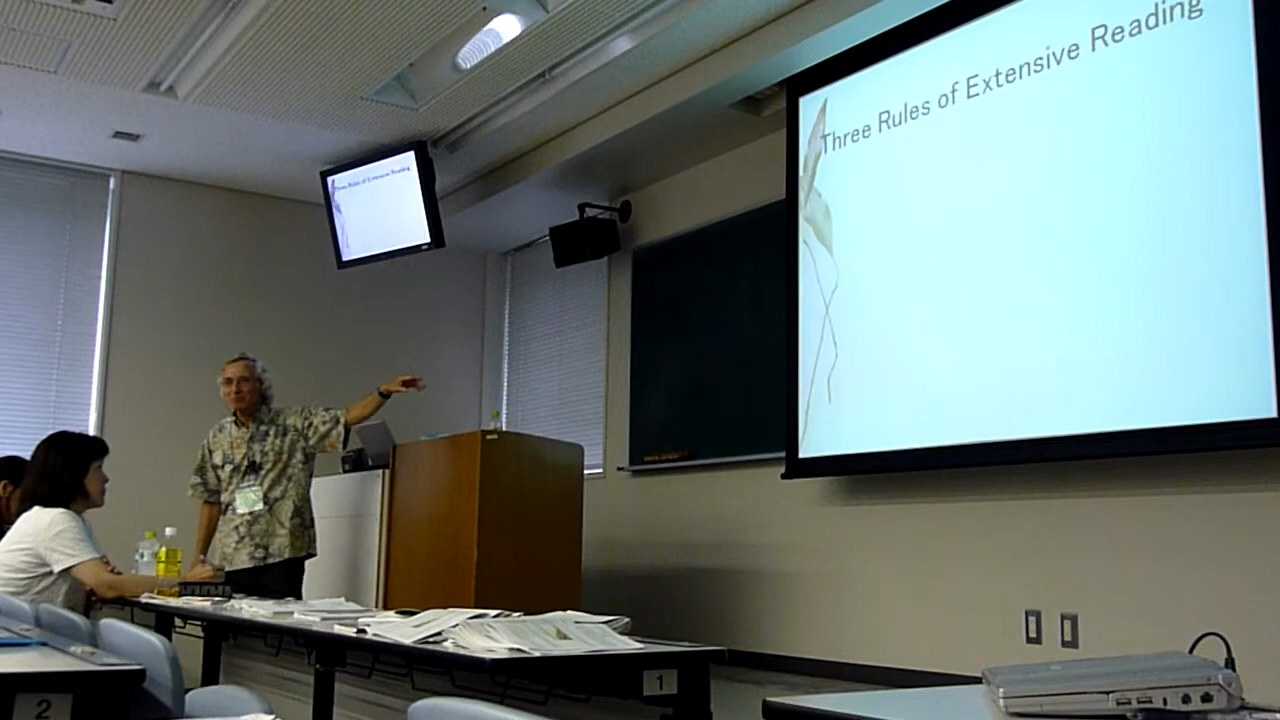 Three Rules of Extensive Reading
Three Rules of Extensive Reading
1
2